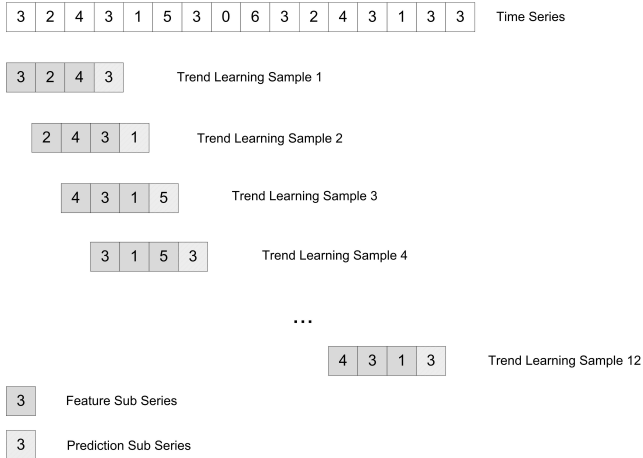 3 2 4 3 1 5 3 0 6 3 2 4 3 1 3 3 Time Series
3 2 4 3 Trend Learning Sample 1
2 4 3 1 Trend Learning Sample 2
4 3 1 5 Trend Learning Sample 3
3 1 5 3 Trend Learning Sample 4
...
4 3 1 3 Trend Learning Sample 12
3 Feature Sub Series
3 Prediction Sub Series